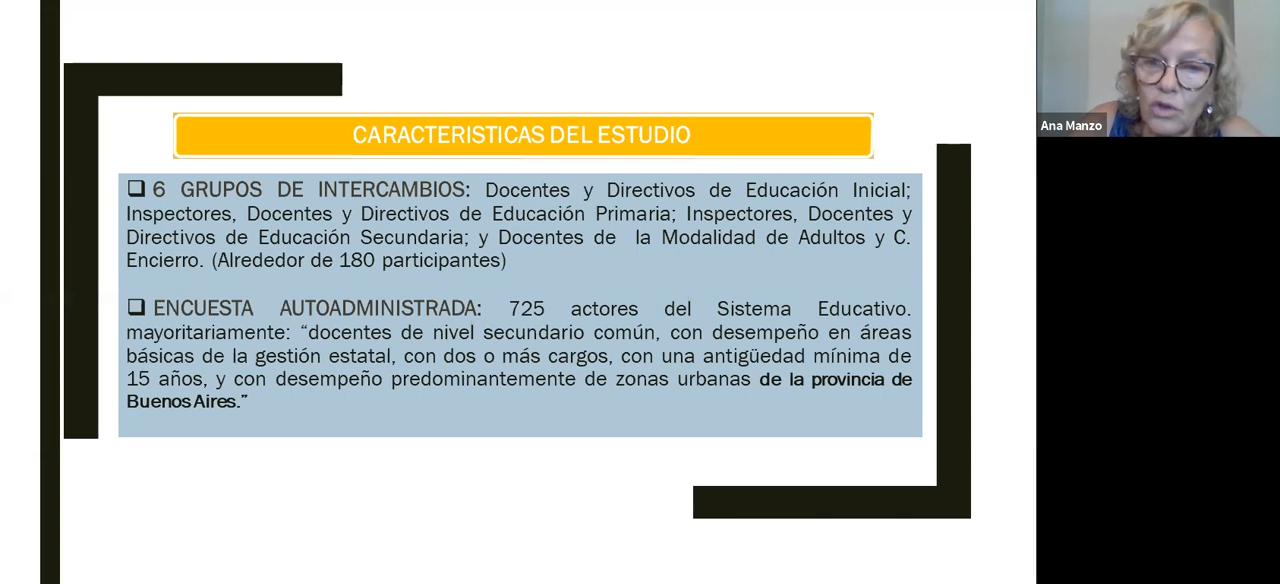 CARACTERISTICAS DEL ESTUDIO
❑ 6 GRUPOS DE INTERCAMBIOS: Docentes y Directivos de Educación Inicial;
Inspectores, Docentes y Directivos de Educación Primaria; Inspectores, Docentes y
Directivos de Educación Secundaria; y Docentes de la Modalidad de Adultos y C.
Encierro. (Alrededor de 180 participantes)
❑ ENCUESTA AUTOADMINISTRADA: 725 actores del Sistema Educativo.
mayoritariamente: “docentes de nivel secundario común, con desempeño en áreas
básicas de la gestión estatal, con dos o más cargos, con una antigüedad mínima de
15 años, y con desempeño predominantemente de zonas urbanas de la provincia de
Buenos Aires.”
Ana Manzo